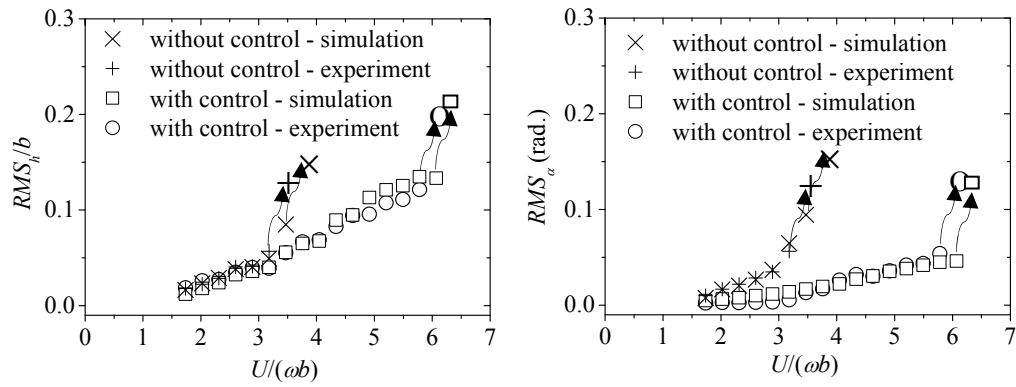 0.3
0.2
0.1
0.0
RMS_h/b
without control - simulation
without control - experiment
with control - simulation
with control - experiment
0 1 2 3 4 5 6 7
U/(ωb)
0.3
0.2
0.1
0.0
RMS_α (rad.)
without control - simulation
without control - experiment
with control - simulation
with control - experiment
0 1 2 3 4 5 6 7
U/(ωb)